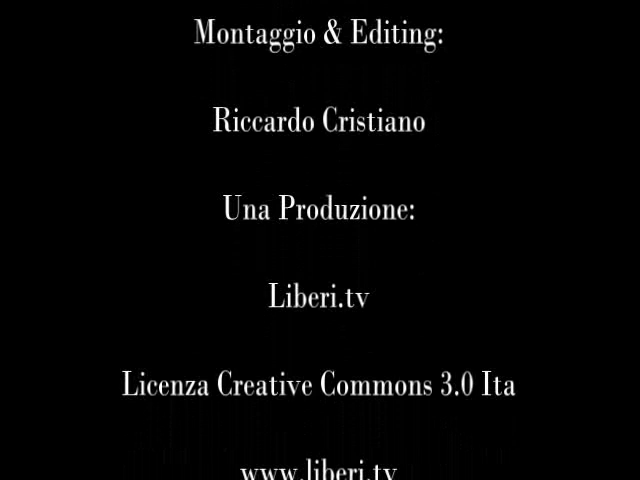 Montaggio & Editing:
Riccardo Cristiano
Una Produzione:
Liberi.tv
Licenza Creative Commons 3.0 Ita
www.liberi.tv